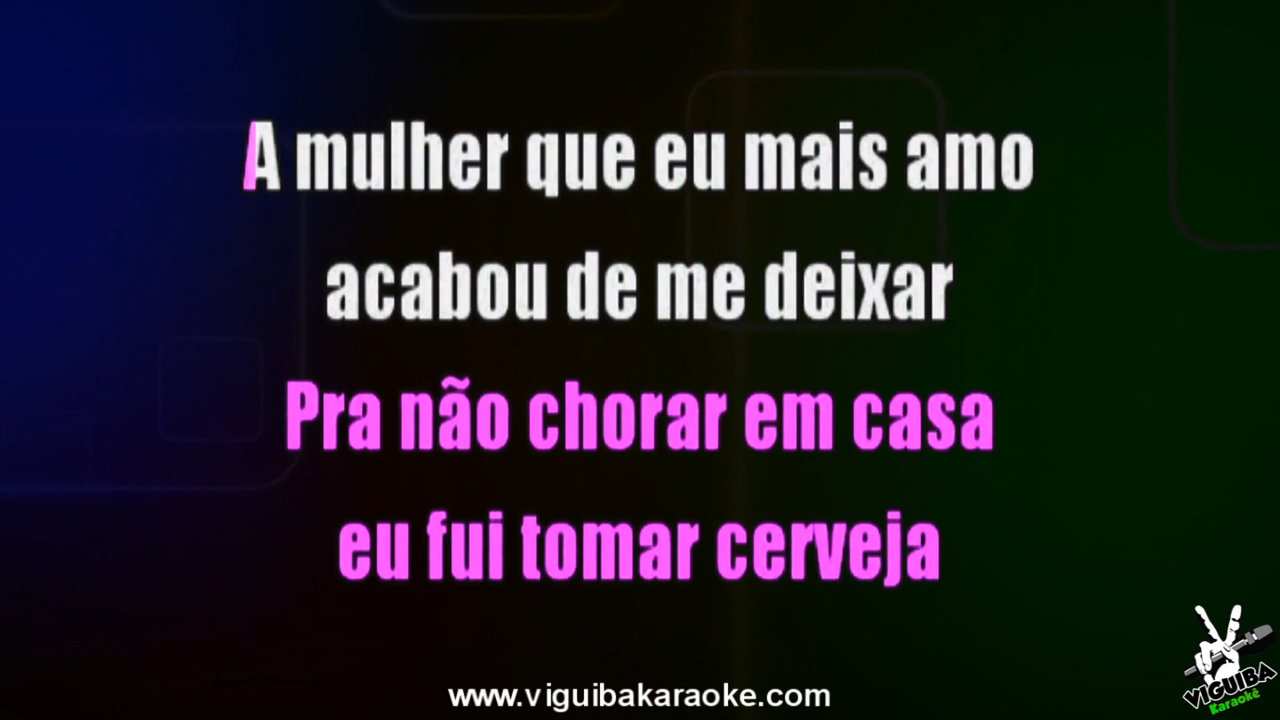 A mulher que eu mais amo
acabou de me deixar
Pra não chorar em casa
eu fui tomar cerveja
www.viguibakaraoke.com
VIGUIBA
Karaokê